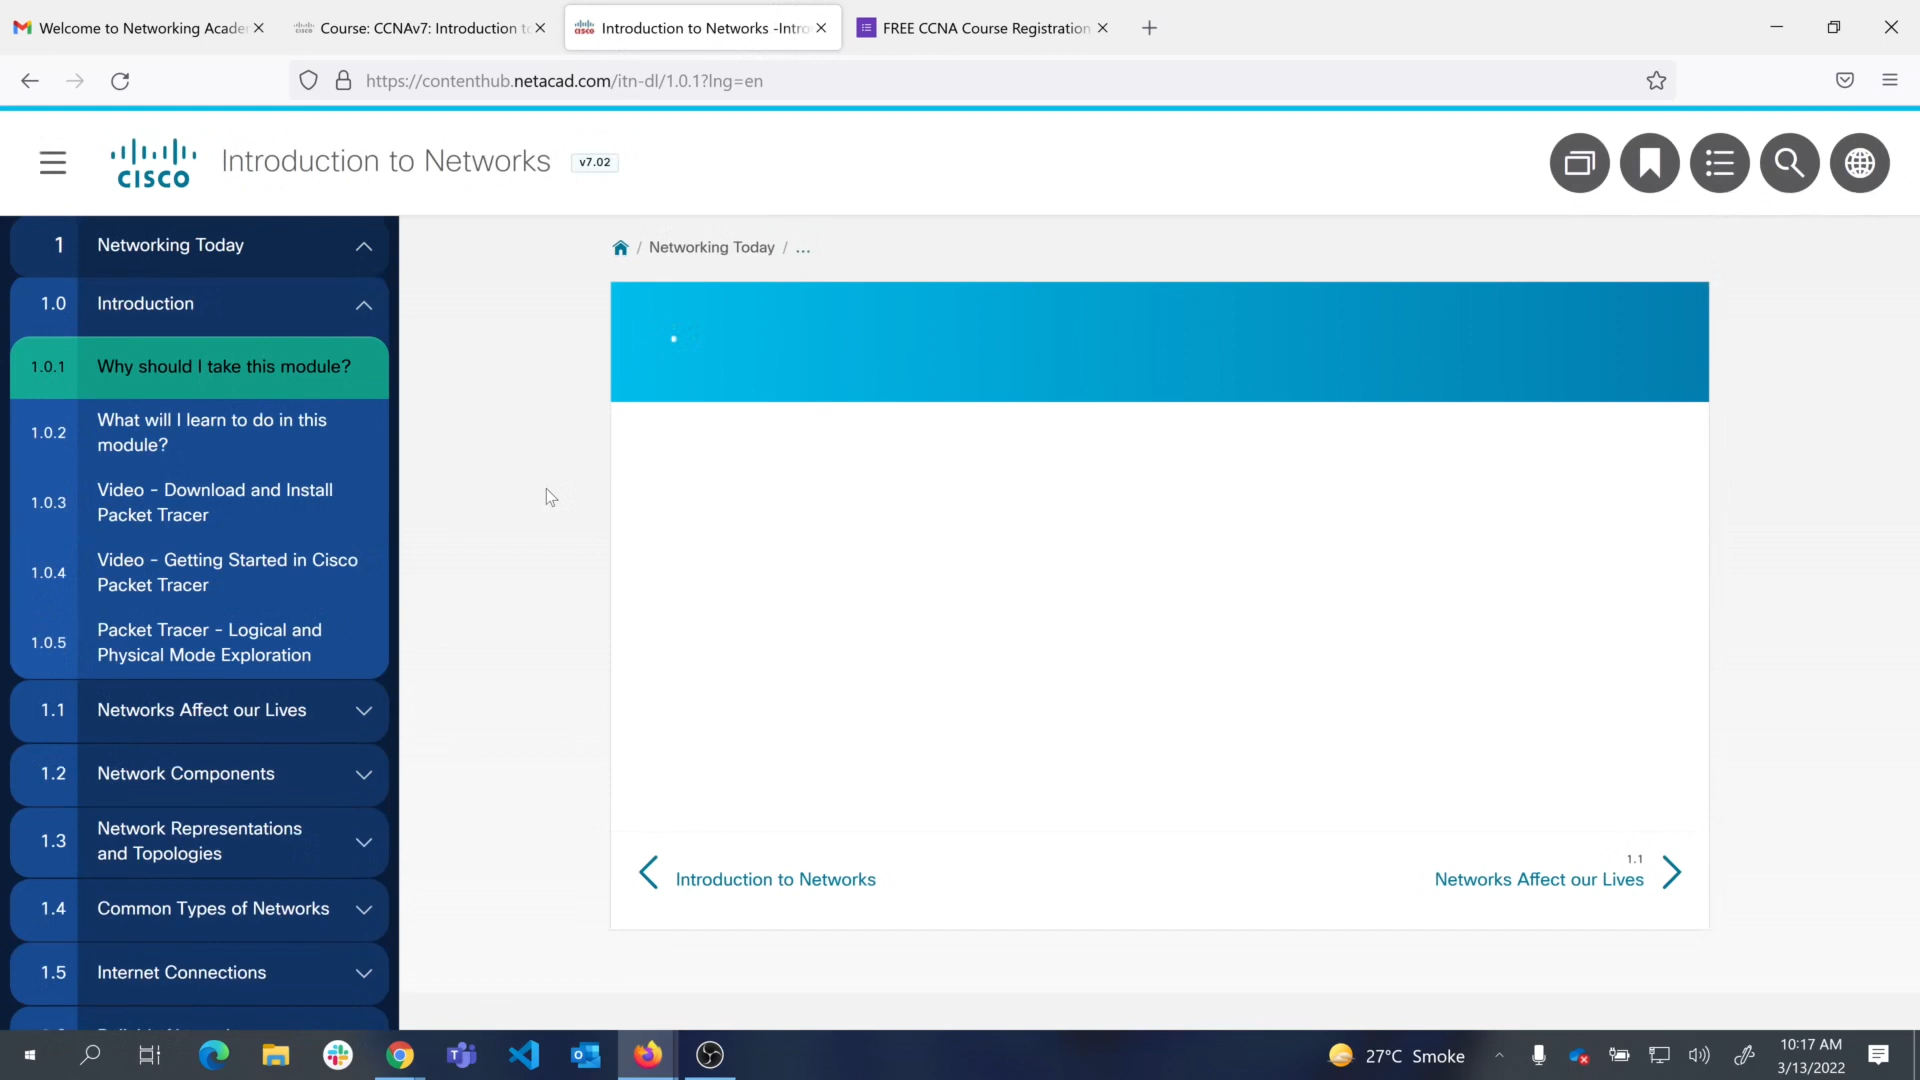 Welcome to Networking Acade
Course: CCNAv7: Introduction to
Introduction to Networks -Intro
FREE CCNA Course Registration
https://contenthub.netacad.com/itn-dl/1.0.1?lng=en
CISCO
Introduction to Networks
v7.02
1 Networking Today
1.0 Introduction
1.0.1 Why should I take this module?
1.0.2 What will I learn to do in this
module?
1.0.3 Video - Download and Install
Packet Tracer
1.0.4 Video - Getting Started in Cisco
Packet Tracer
1.0.5 Packet Tracer - Logical and
Physical Mode Exploration
1.1 Networks Affect our Lives
1.2 Network Components
1.3 Network Representations
and Topologies
1.4 Common Types of Networks
1.5 Internet Connections
/ Networking Today / ...
Introduction to Networks
1.1
Networks Affect our Lives
27°C Smoke
10:17 AM
3/13/2022